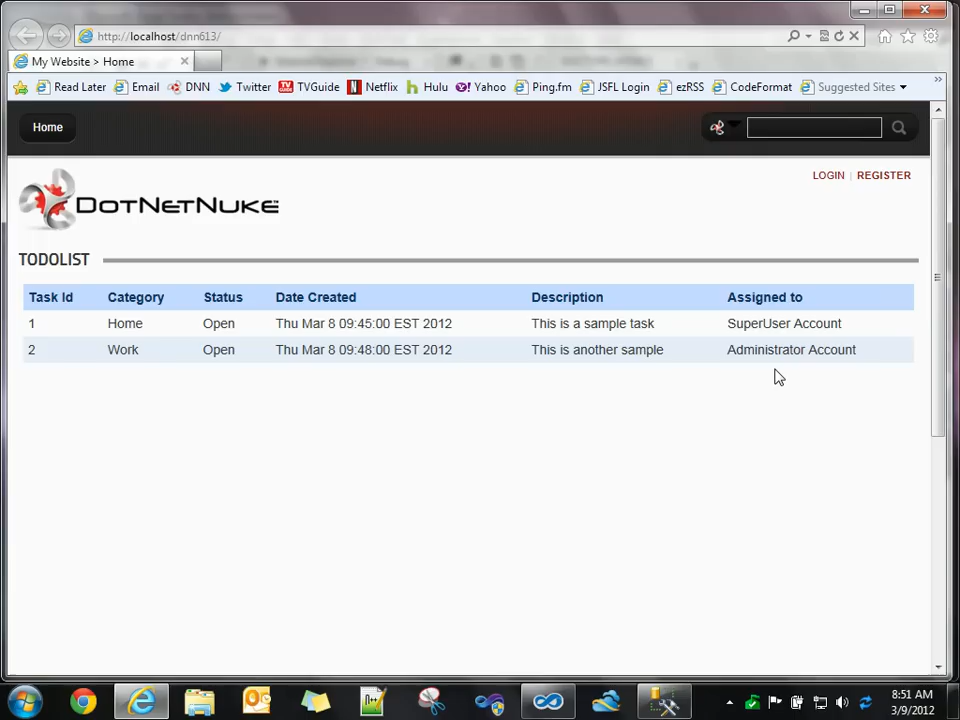 http://localhost/dnn613/
My Website > Home
Read Later Email DNN Twitter TVGuide Netflix Hulu Yahoo Ping.fm JSFL Login ezRSS CodeFormat Suggested Sites
Home
LOGIN | REGISTER
DOTNETNUKE
TODOLIST
Task Id Category Status Date Created Description Assigned to
1 Home Open Thu Mar 8 09:45:00 EST 2012 This is a sample task SuperUser Account
2 Work Open Thu Mar 8 09:48:00 EST 2012 This is another sample Administrator Account
8:51 AM
3/9/2012